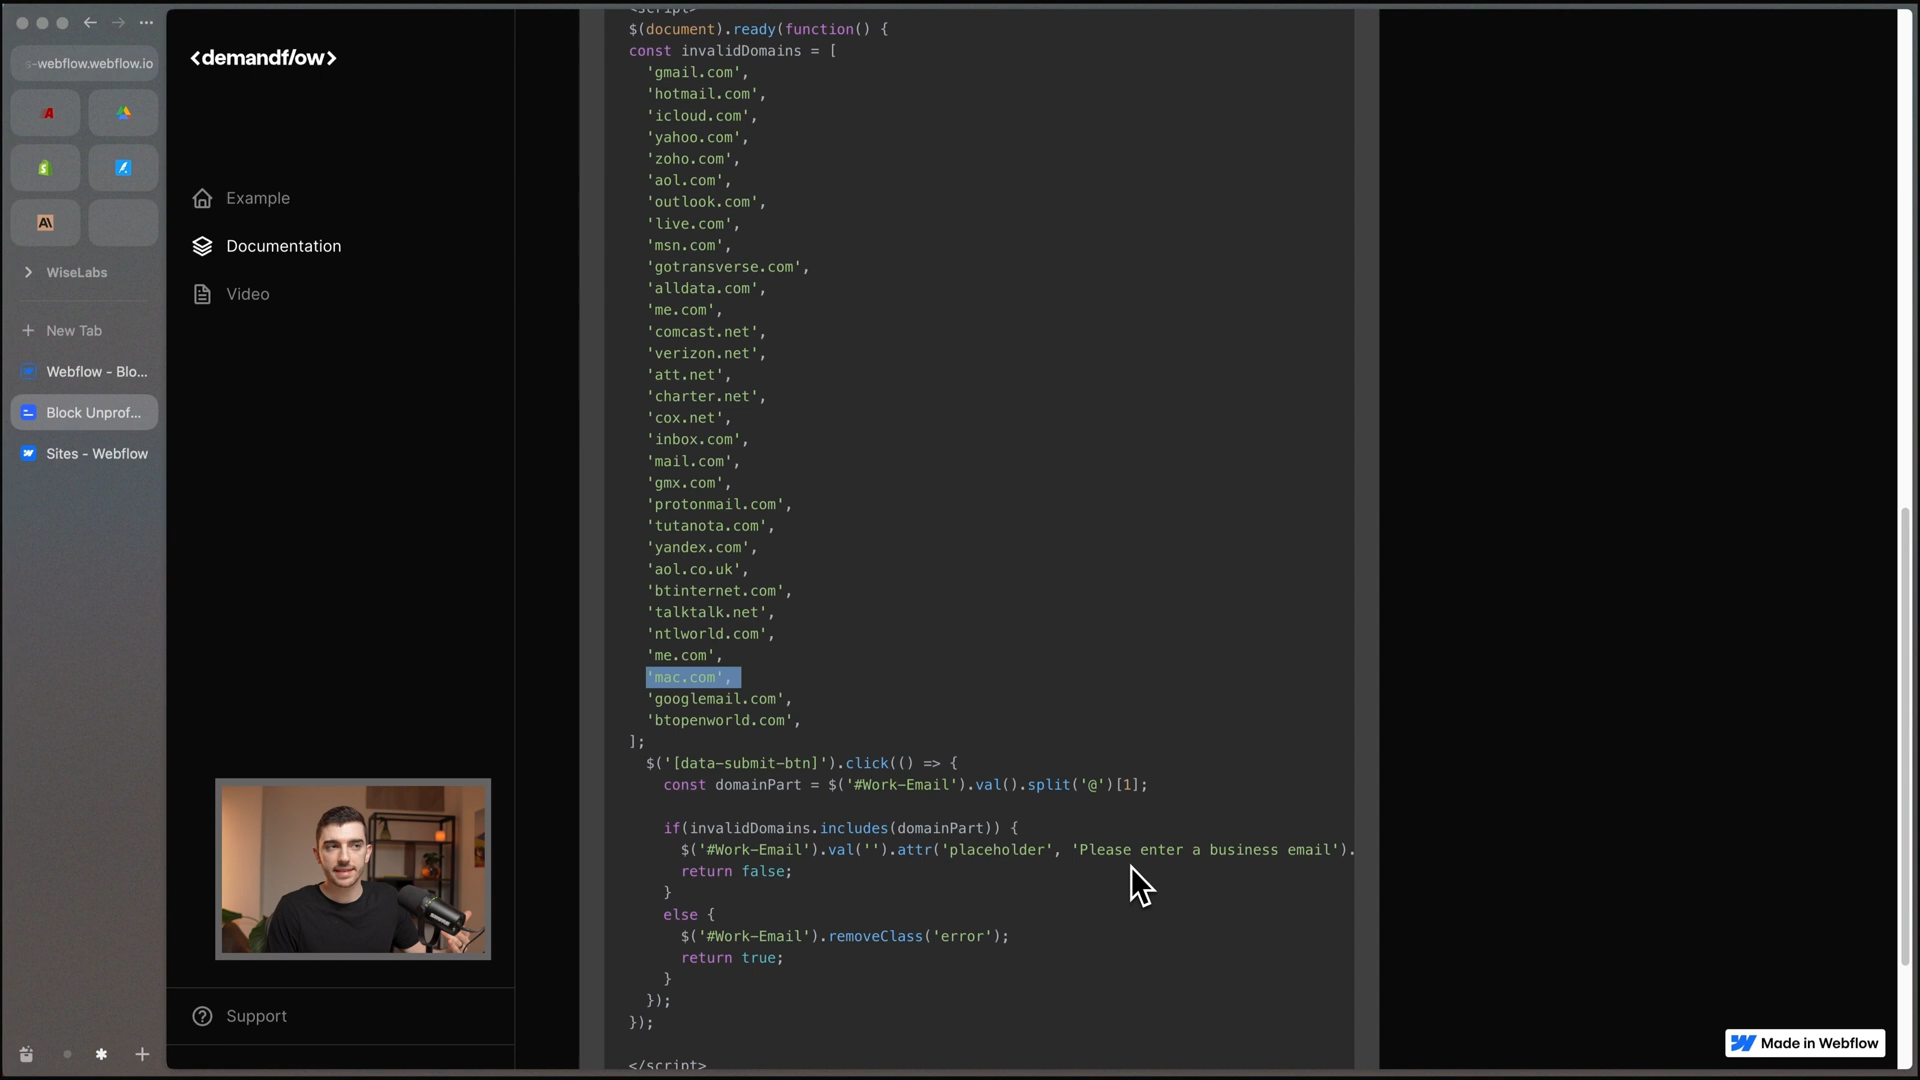 -webflow.webflow.io
WiseLabs
New Tab
Webflow - Blo...
Block Unprof...
Sites - Webflow
<demandf/ow>
Example
Documentation
Video
Support
<script>
$(document).ready(function() {
const invalidDomains = [
'gmail.com',
'hotmail.com',
'icloud.com',
'yahoo.com',
'zoho.com',
'aol.com',
'outlook.com',
'live.com',
'msn.com',
'gotransverse.com',
'alldata.com',
'me.com',
'comcast.net',
'verizon.net',
'att.net',
'charter.net',
'cox.net',
'inbox.com',
'mail.com',
'gmx.com',
'protonmail.com',
'tutanota.com',
'yandex.com',
'aol.co.uk',
'btinternet.com',
'talktalk.net',
'ntlworld.com',
'me.com',
'mac.com',
'googlemail.com',
'btopenworld.com',
];
$('[data-submit-btn]').click(() => {
const domainPart = $('#Work-Email').val().split('@')[1];
if(invalidDomains.includes(domainPart)) {
$('#Work-Email').val('').attr('placeholder', 'Please enter a business email').
return false;
}
else {
$('#Work-Email').removeClass('error');
return true;
}
});
});
</script>
Made in Webflow